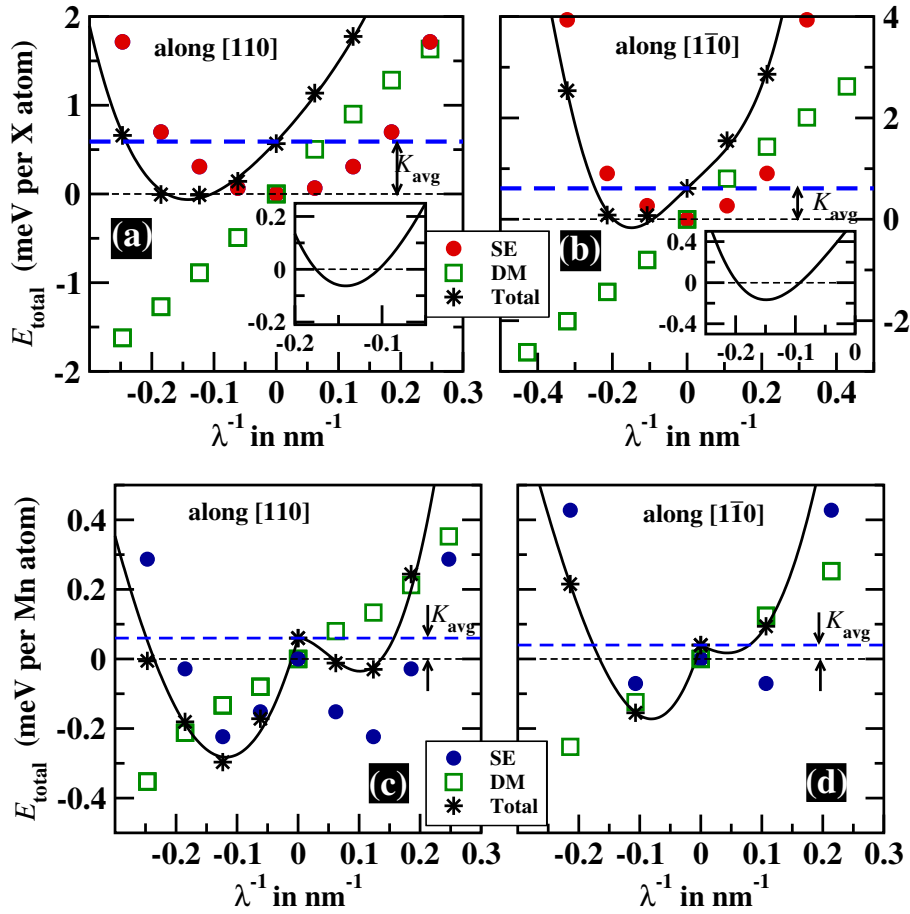 2
1
0
-1
-2
E_total (meV per X atom)
along [110]
K_avg
(a)
0.2
0
-0.2
-0.2
-0.1
SE
DM
Total
-0.2 -0.1 0 0.1 0.2 0.3
λ^-1 in nm^-1
along [11̅0]
4
2
0
-2
K_avg
(b)
0.4
0
-0.4
-0.2 -0.1 0
-0.4 -0.2 0 0.2 0.4
λ^-1 in nm^-1
E_total (meV per Mn atom)
0.4
0.2
0
-0.2
-0.4
along [110]
K_avg
(c)
SE
DM
Total
-0.2 -0.1 0 0.1 0.2 0.3
λ^-1 in nm^-1
along [11̅0]
K_avg
(d)
-0.2 -0.1 0 0.1 0.2 0.3
λ^-1 in nm^-1